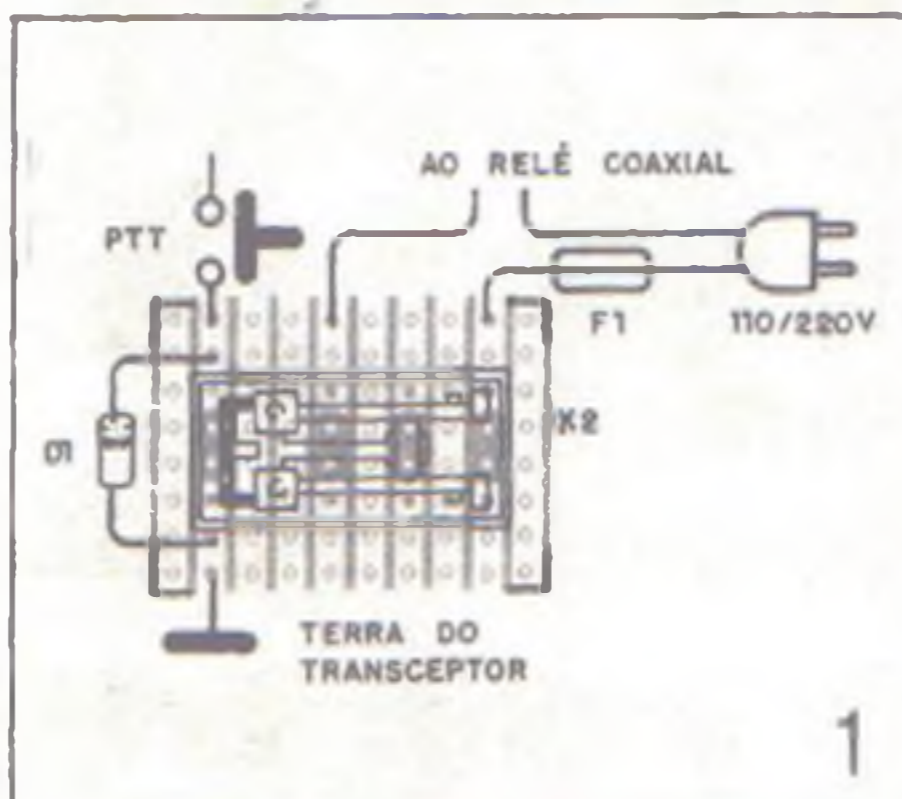 AO RELÉ COAXIAL
PTT
F1
110/220V
D1
K2
TERRA DO
TRANSCEPTOR
1